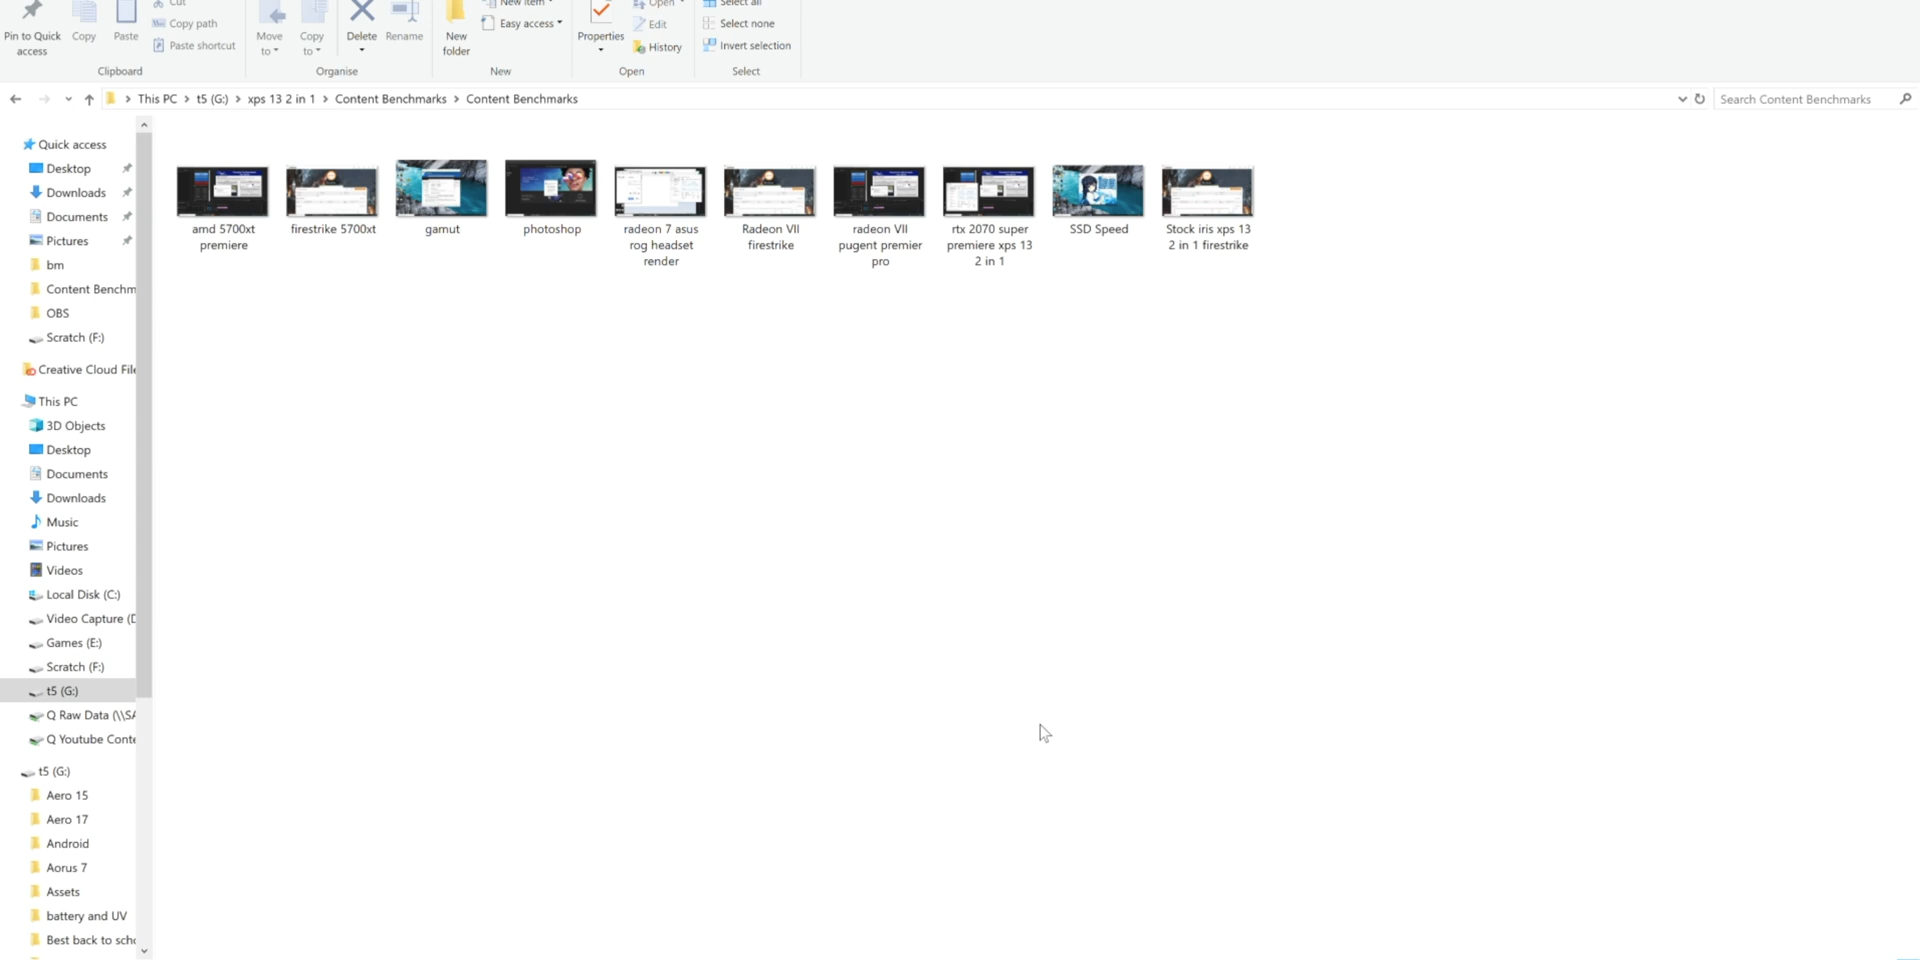 Cut
New item
Open
Select all
Pin to Quick
access
Copy
Paste
Copy path
Paste shortcut
Move
to
Copy
to
Delete
Rename
New
folder
Easy access
Properties
Edit
History
Select none
Invert selection
Clipboard
Organise
New
Open
Select
This PC > t5 (G:) > xps 13 2 in 1 > Content Benchmarks > Content Benchmarks
Search Content Benchmarks
Quick access
Desktop
Downloads
Documents
Pictures
bm
Content Benchm
OBS
Scratch (F:)
Creative Cloud File
This PC
3D Objects
Desktop
Documents
Downloads
Music
Pictures
Videos
Local Disk (C:)
Video Capture (D
Games (E:)
Scratch (F:)
t5 (G:)
Q Raw Data (\\SA
Q Youtube Conte
t5 (G:)
Aero 15
Aero 17
Android
Aorus 7
Assets
battery and UV
Best back to scho
amd 5700xt
premiere
firestrike 5700xt
gamut
photoshop
radeon 7 asus
rog headset
render
Radeon VII
firestrike
radeon VII
pugent premier
pro
rtx 2070 super
premiere xps 13
2 in 1
SSD Speed
Stock iris xps 13
2 in 1 firestrike